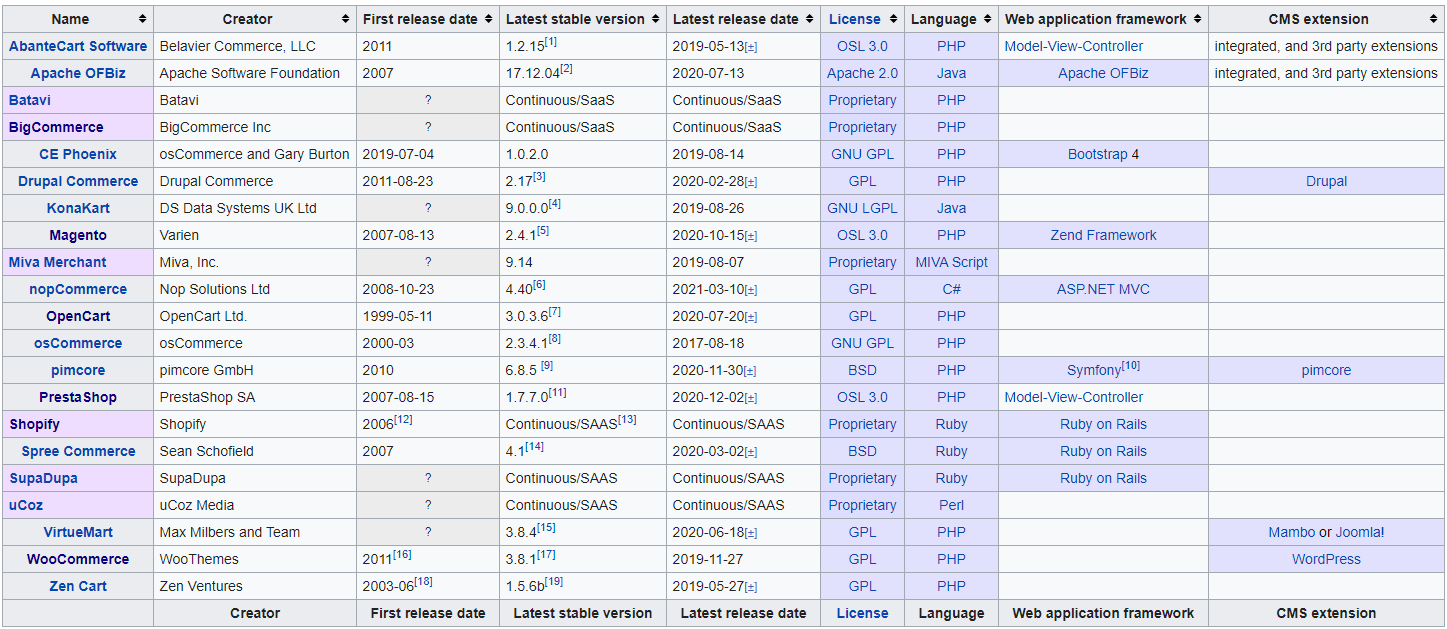 Name Creator First release date Latest stable version Latest release date License Language Web application framework CMS extension
AbanteCart Software Belavier Commerce, LLC 2011 1.2.15[1] 2019-05-13[±] OSL 3.0 PHP Model-View-Controller integrated, and 3rd party extensions
Apache OFBiz Apache Software Foundation 2007 17.12.04[2] 2020-07-13 Apache 2.0 Java Apache OFBiz integrated, and 3rd party extensions
Batavi Batavi ? Continuous/SaaS Continuous/SaaS Proprietary PHP
BigCommerce BigCommerce Inc ? Continuous/SaaS Continuous/SaaS Proprietary PHP
CE Phoenix osCommerce and Gary Burton 2019-07-04 1.0.2.0 2019-08-14 GNU GPL PHP Bootstrap 4
Drupal Commerce Drupal Commerce 2011-08-23 2.17[3] 2020-02-28[±] GPL PHP Drupal
KonaKart DS Data Systems UK Ltd ? 9.0.0.0[4] 2019-08-26 GNU LGPL Java
Magento Varien 2007-08-13 2.4.1[5] 2020-10-15[±] OSL 3.0 PHP Zend Framework
Miva Merchant Miva, Inc. ? 9.14 2019-08-07 Proprietary MIVA Script
nopCommerce Nop Solutions Ltd 2008-10-23 4.40[6] 2021-03-10[±] GPL C# ASP.NET MVC
OpenCart OpenCart Ltd. 1999-05-11 3.0.3.6[7] 2020-07-20[±] GPL PHP
osCommerce osCommerce 2000-03 2.3.4.1[8] 2017-08-18 GNU GPL PHP
pimcore pimcore GmbH 2010 6.8.5 [9] 2020-11-30[±] BSD PHP Symfony[10] pimcore
PrestaShop PrestaShop SA 2007-08-15 1.7.7.0[11] 2020-12-02[±] OSL 3.0 PHP Model-View-Controller
Shopify Shopify 2006[12] Continuous/SAAS[13] Continuous/SAAS Proprietary Ruby Ruby on Rails
Spree Commerce Sean Schofield 2007 4.1[14] 2020-03-02[±] BSD Ruby Ruby on Rails
SupaDupa SupaDupa ? Continuous/SAAS Continuous/SAAS Proprietary Ruby Ruby on Rails
uCoz uCoz Media ? Continuous/SAAS Continuous/SAAS Proprietary Perl
VirtueMart Max Milbers and Team ? 3.8.4[15] 2020-06-18[±] GPL PHP Mambo or Joomla!
WooCommerce WooThemes 2011[16] 3.8.1[17] 2019-11-27 GPL PHP WordPress
Zen Cart Zen Ventures 2003-06[18] 1.5.6b[19] 2019-05-27[±] GPL PHP
Creator First release date Latest stable version Latest release date License Language Web application framework CMS extension